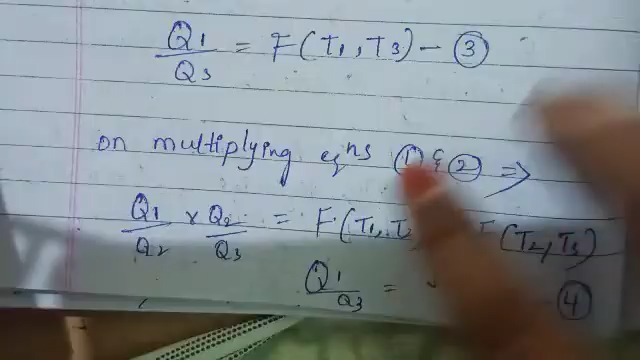 Q1/Q3 = F(T1, T3) — ③
on multiplying eqns ① & ② ⇒
Q1/Q2 × Q2/Q3 = F(T1, T F(T2, T3)
Q1/Q3 = ④